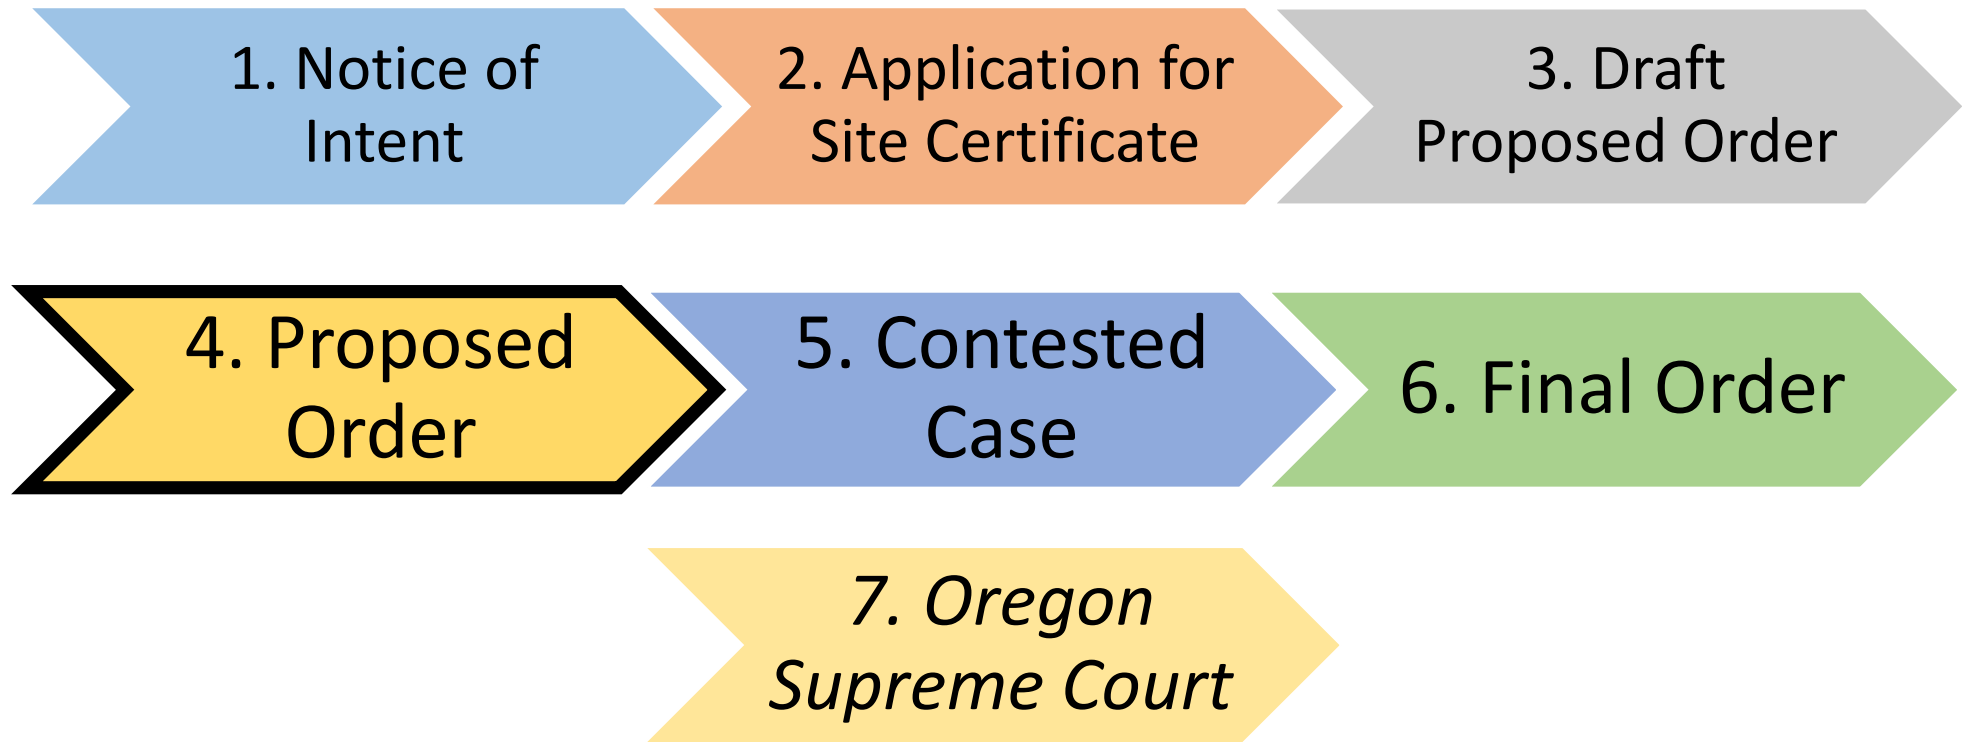 1. Notice of
Intent
2. Application for
Site Certificate
3. Draft
Proposed Order
4. Proposed
Order
5. Contested
Case
6. Final Order
7. Oregon
Supreme Court